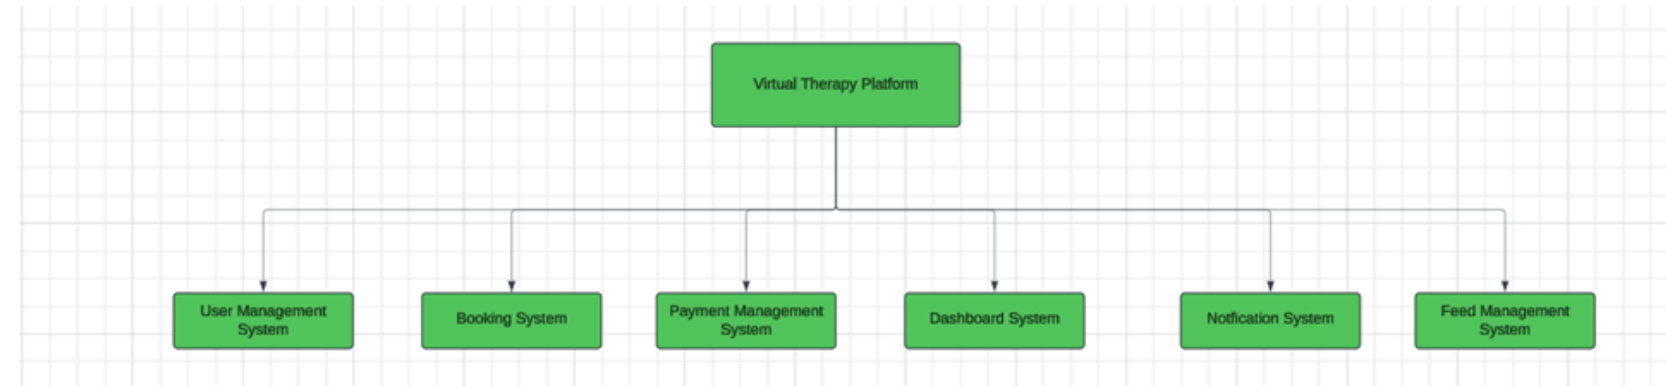 Virtual Therapy Platform
User Management
System
Booking System
Payment Management
System
Dashboard System
Notfication System
Feed Management
System